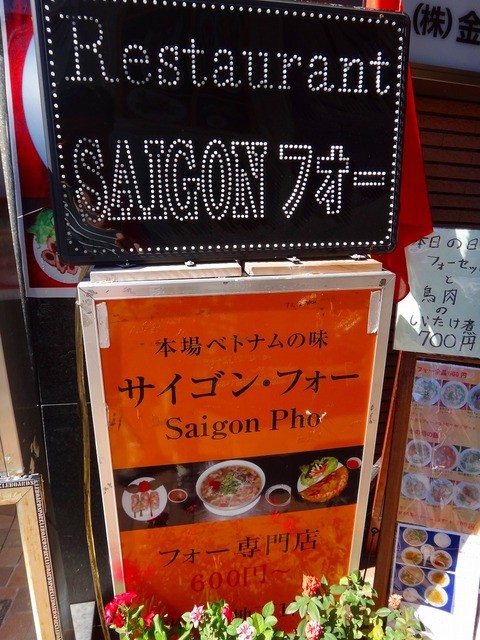 Restaurant
SAIGON フォー
(株)金
本場ベトナムの味
サイゴン・フォー
Saigon Pho
フォー専門店
600円～
本日の日
フォーセッ
と
鳥肉
の
しいたけ煮
700円